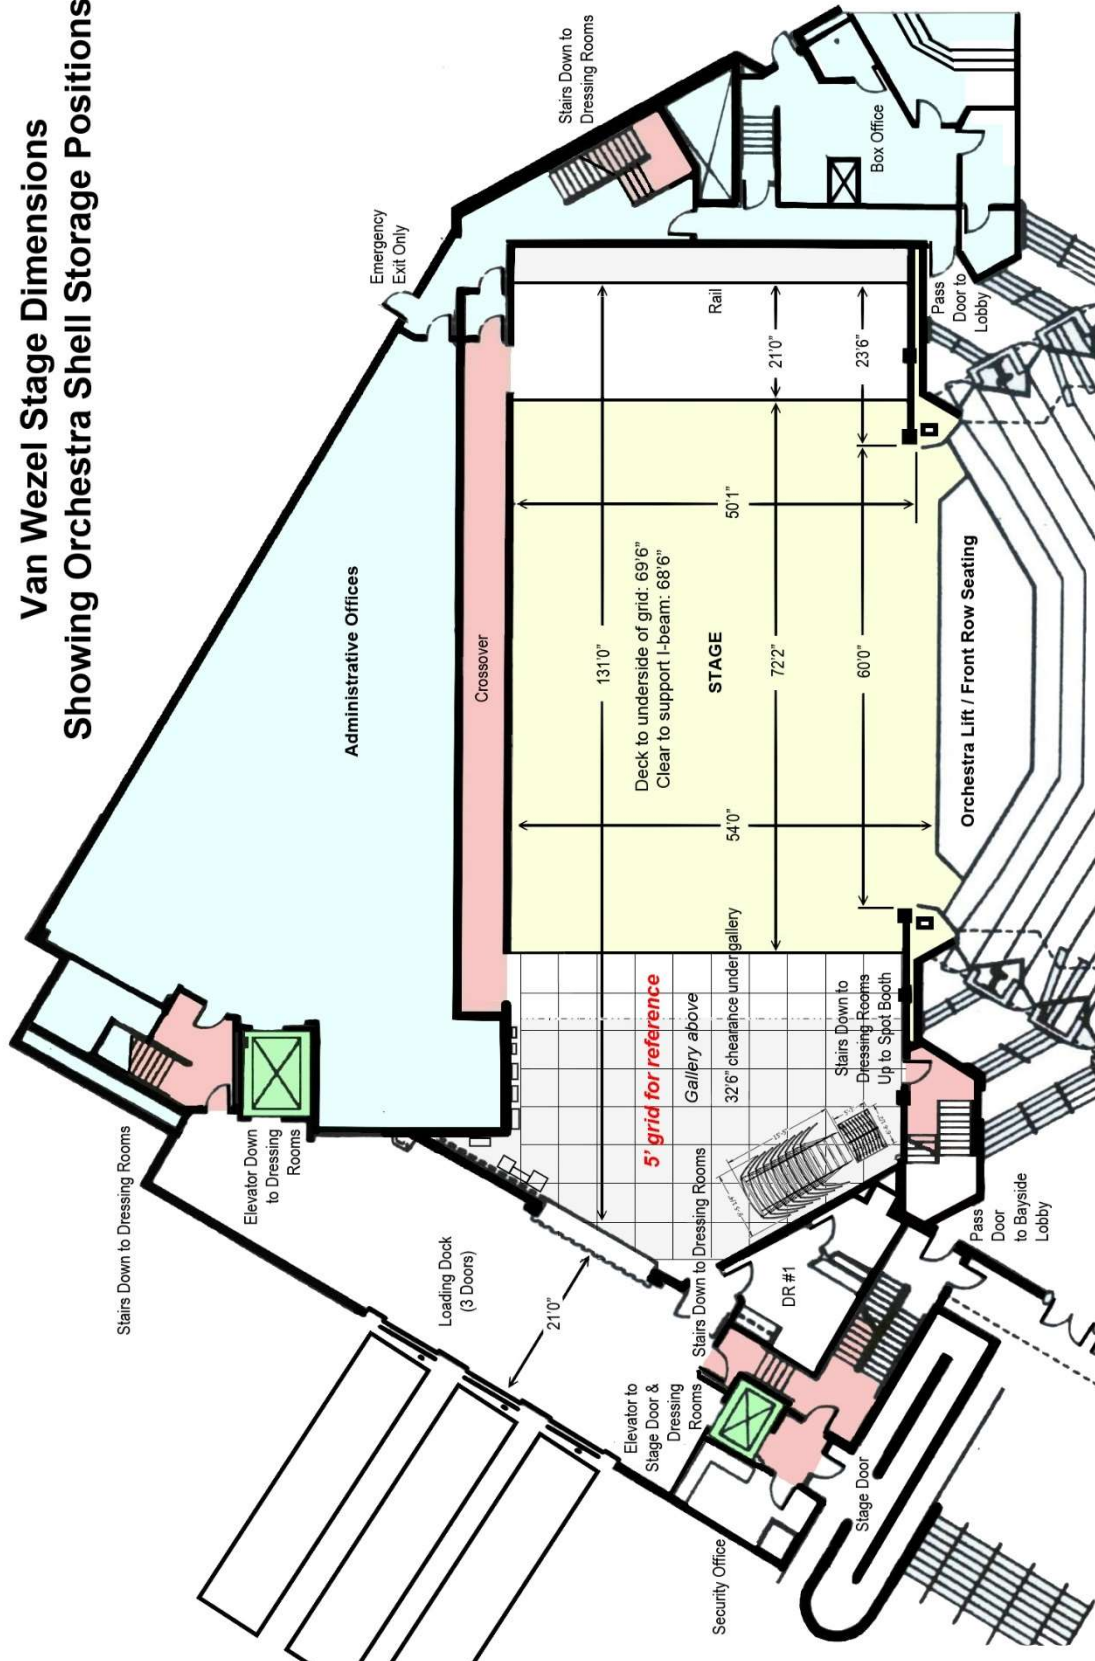 Van Wezel Stage Dimensions
Showing Orchestra Shell Storage Positions
Stairs Down to
Dressing Rooms
Emergency
Exit Only
Box Office
Pass
Door to
Lobby
Rail
21'0"
23'6"
Administrative Offices
Crossover
131'0"
50'1"
Deck to underside of grid: 69'6"
Clear to support I-beam: 68'6"
STAGE
72'2"
60'0"
54'0"
Orchestra Lift / Front Row Seating
5' grid for reference
Gallery above
32'6" chearance under gallery
Stairs Down to
Dressing Rooms
Up to Spot Booth
Stairs Down to Dressing Rooms
Elevator Down
to Dressing
Rooms
Loading Dock
(3 Doors)
21'0"
Stairs Down to Dressing Rooms
DR #1
Pass
Door
to Bayside
Lobby
Elevator to
Stage Door &
Dressing
Rooms
Stage Door
Security Office